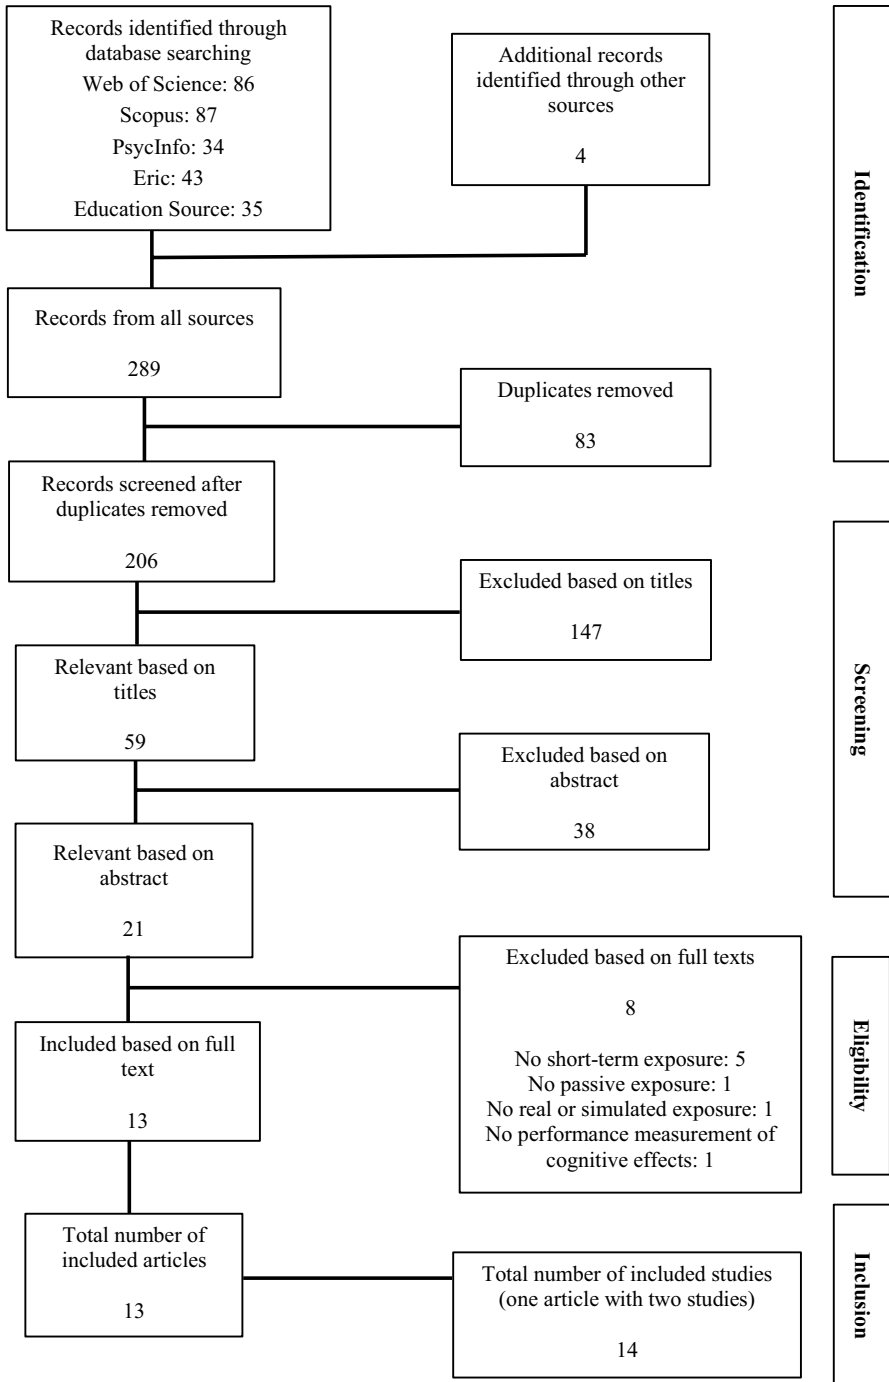 Records identified through
database searching
Web of Science: 86
Scopus: 87
PsycInfo: 34
Eric: 43
Education Source: 35
Additional records
identified through other
sources
4
Identification
Records from all sources
289
Duplicates removed
83
Records screened after
duplicates removed
206
Excluded based on titles
147
Screening
Relevant based on
titles
59
Excluded based on
abstract
38
Relevant based on
abstract
21
Excluded based on full texts
8
No short-term exposure: 5
No passive exposure: 1
No real or simulated exposure: 1
No performance measurement of
cognitive effects: 1
Eligibility
Included based on full
text
13
Total number of
included articles
13
Total number of included studies
(one article with two studies)
14
Inclusion